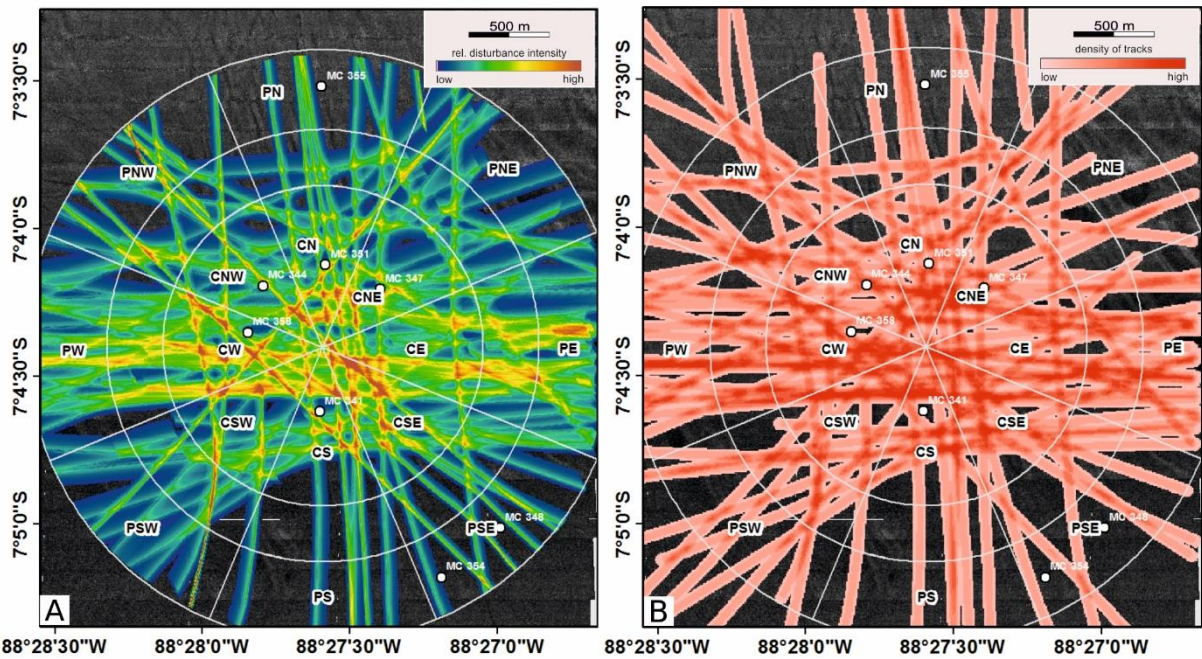 500 m
rel. disturbance intensity
low high
500 m
density of tracks
low high
7°3'30"S
7°4'0"S
7°4'30"S
7°5'0"S
MC 355
PN
PNE
PNW
CN
MC 351
CNW
MC 344
MC 347
CNE
MC 358
PW
CW
CE
PE
MC 341
CSW
CSE
CS
PSW
PSE
MC 348
MC 354
PS
A
7°3'30"S
7°4'0"S
7°4'30"S
7°5'0"S
MC 355
PN
PNE
PNW
CN
MC 351
CNW
MC 344
MC 347
CNE
MC 358
PW
CW
CE
PE
MC 341
CSW
CSE
CS
PSW
PSE
MC 348
MC 354
PS
B
88°28'30"W 88°28'0"W 88°27'30"W 88°27'0"W
88°28'30"W 88°28'0"W 88°27'30"W 88°27'0"W